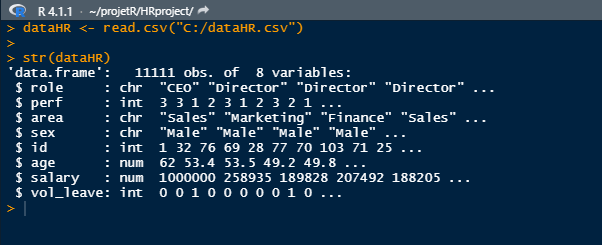 R 4.1.1 · ~/projetR/HRproject/
> dataHR <- read.csv("C:/dataHR.csv")
>
> str(dataHR)
'data.frame':   11111 obs. of  8 variables:
 $ role     : chr  "CEO" "Director" "Director" "Director" ...
 $ perf     : int  3 3 1 2 3 1 2 3 2 1 ...
 $ area     : chr  "Sales" "Marketing" "Finance" "Sales" ...
 $ sex      : chr  "Male" "Male" "Male" "Male" ...
 $ id       : int  1 32 76 69 28 77 70 103 71 25 ...
 $ age      : num  62 53.4 53.5 49.2 49.8 ...
 $ salary   : num  1000000 258935 189828 207492 188205 ...
 $ vol_leave: int  0 0 1 0 0 0 0 0 1 0 ...
>